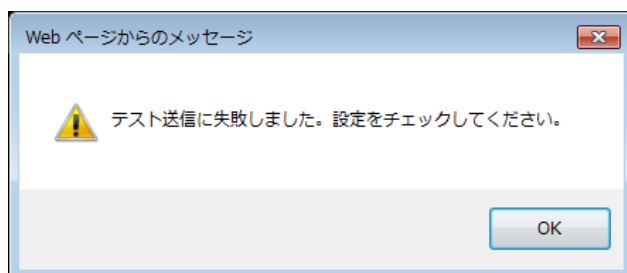 Web ページからのメッセージ
テスト送信に失敗しました。設定をチェックしてください。
OK